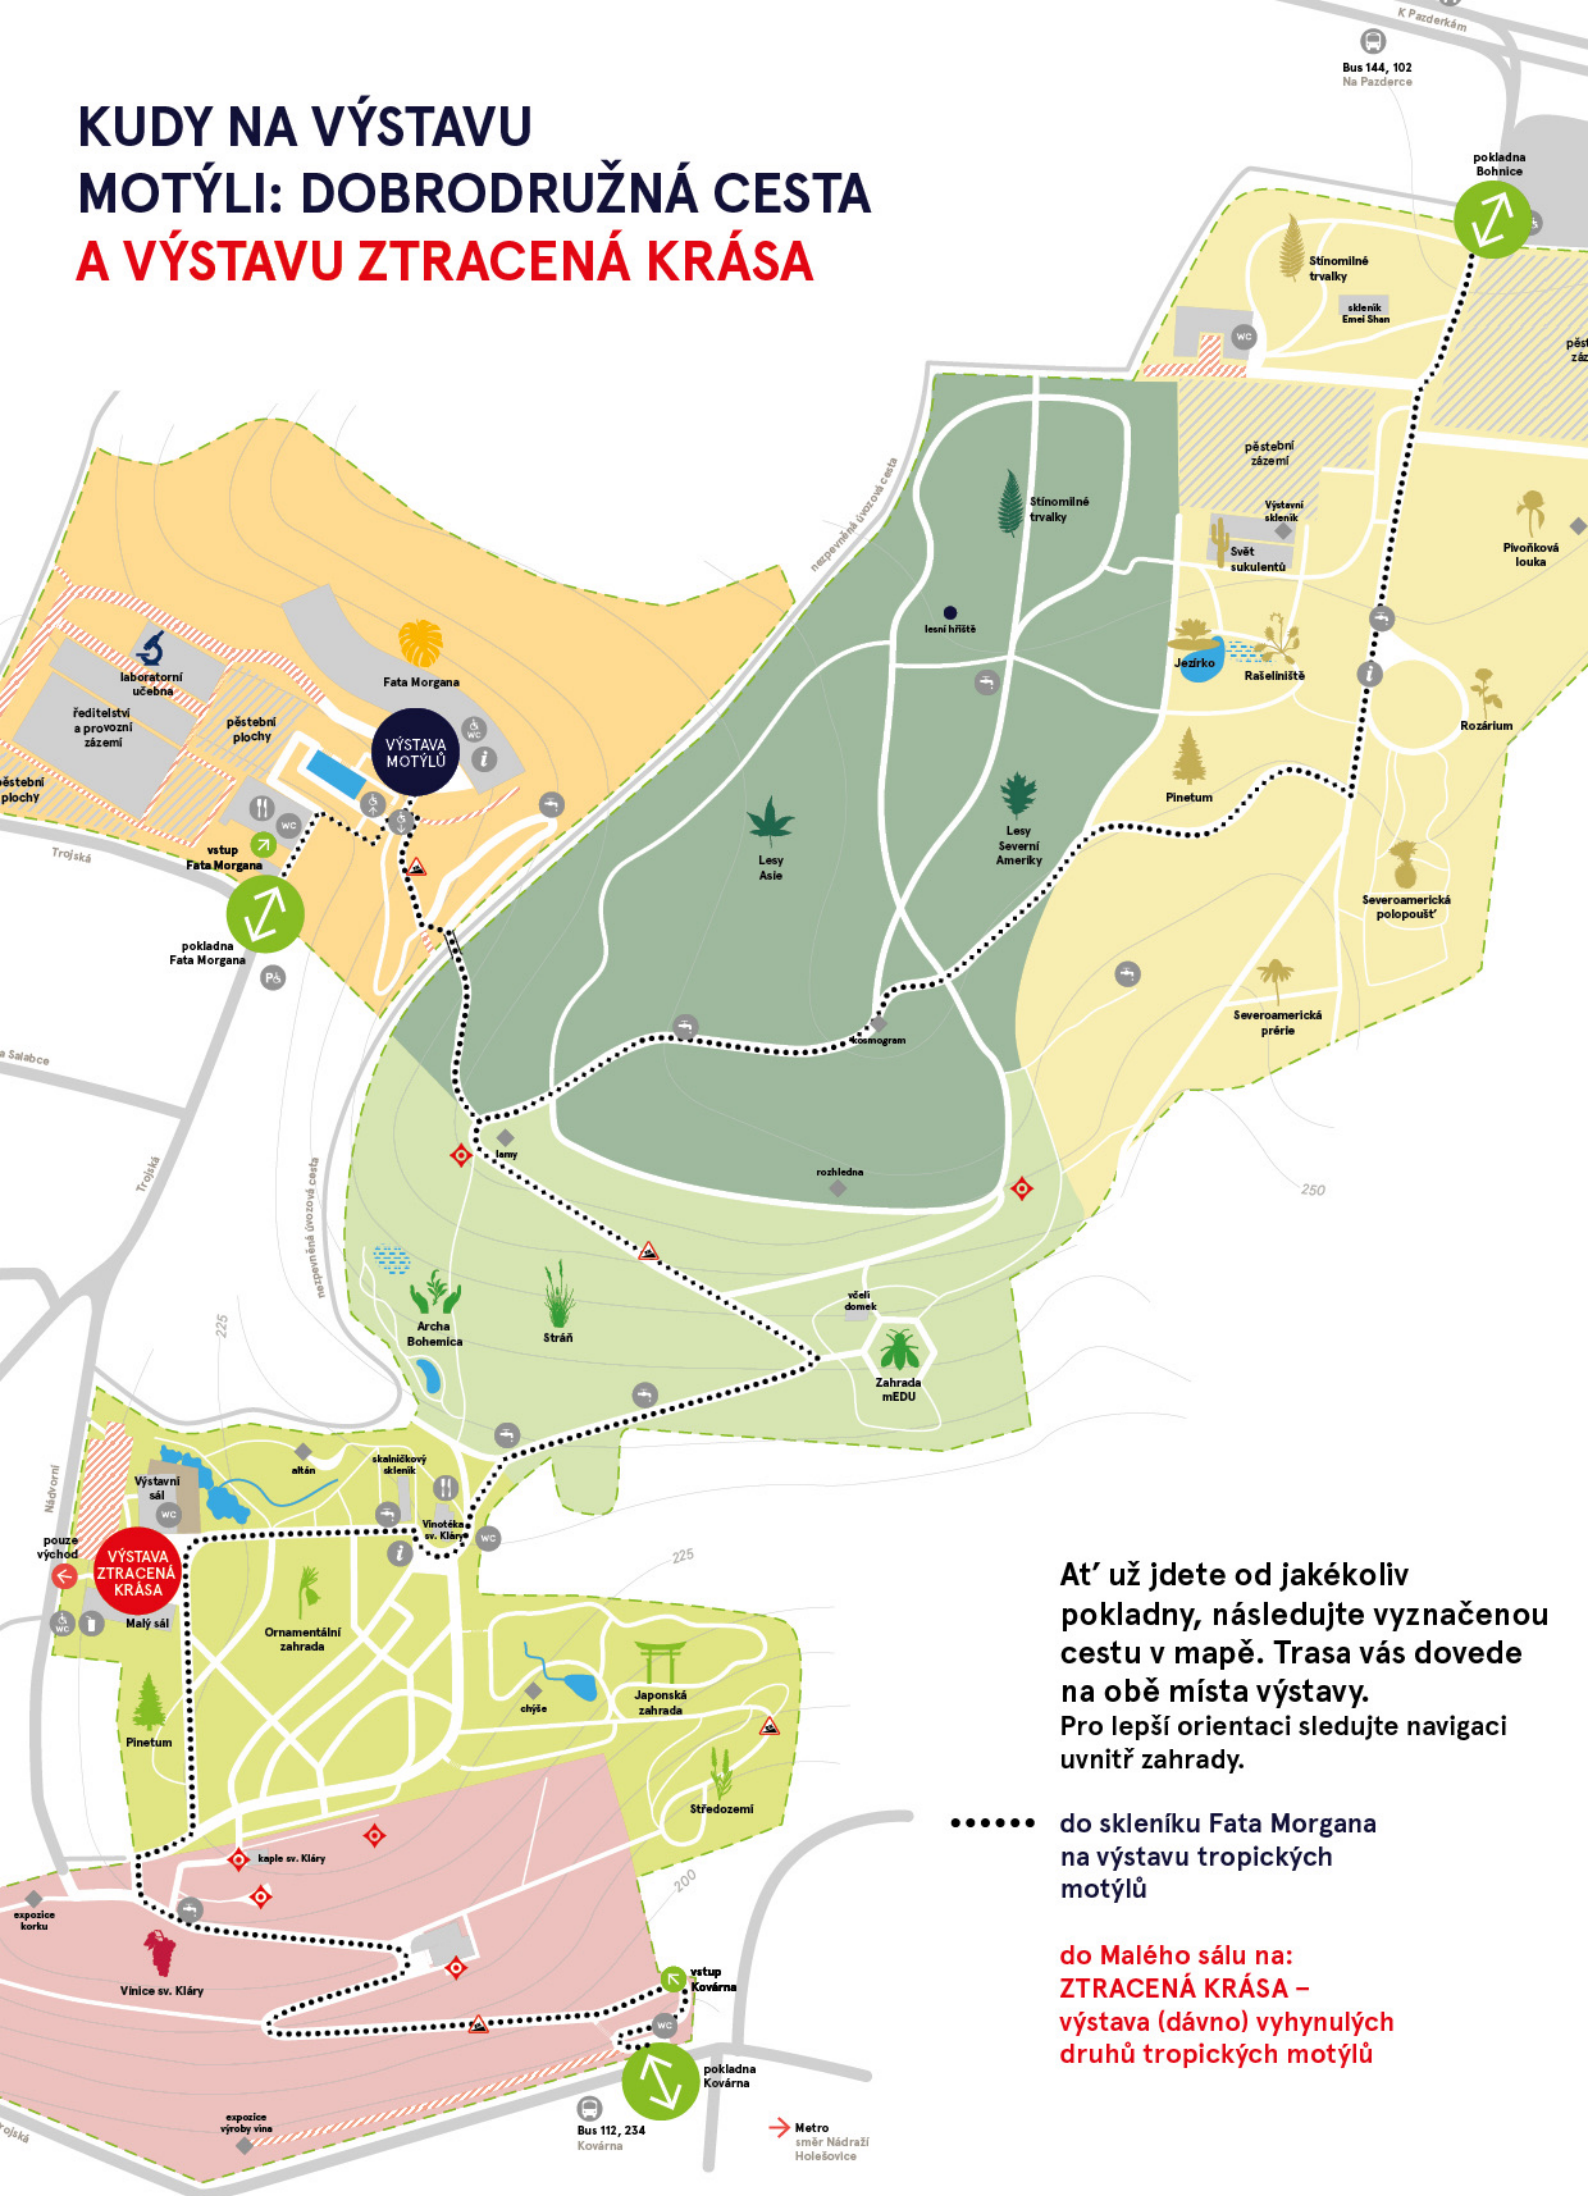 KUDY NA VÝSTAVU
MOTÝLI: DOBRODRUŽNÁ CESTA
A VÝSTAVU ZTRACENÁ KRÁSA
K Pazderkám
Bus 144, 102
Na Pazderce
pokladna
Bohnice
Stínomilné
trvalky
skleník
Emei Shan
WC
pěstební
zázemí
Výstavní
skleník
Svět
sukulentů
Pivoňková
louka
Jezírko
Rašeliniště
Rozárium
Pinetum
Severoamerická
polopoušť
Severoamerická
prérie
nezpevněná úvozová cesta
Stínomilné
trvalky
lesní hřiště
Lesy
Asie
Lesy
Severní
Ameriky
kosmogram
rozhledna
lamy
250
laboratorní
učebna
ředitelství
a provozní
zázemí
pěstební
plochy
Fata Morgana
VÝSTAVA
MOTÝLŮ
WC
WC
plochy
vstup
Fata Morgana
pokladna
Fata Morgana
Trojská
Trojská
nezpevněná úvozová cesta
225
Archa
Bohemica
Stráň
včelí
domek
Zahrada
mEDU
Nádvorní
altán
skalničkový
skleník
Výstavní
sál
WC
Vinotéka
sv. Kláry
WC
pouze
východ
VÝSTAVA
ZTRACENÁ
KRÁSA
WC
Malý sál
Ornamentální
zahrada
225
chýše
Japonská
zahrada
Pinetum
Středozemí
kaple sv. Kláry
200
expozice
korku
Vinice sv. Kláry
vstup
Kovárna
WC
pokladna
Kovárna
expozice
výroby vína
Bus 112, 234
Kovárna
Metro
směr Nádraží
Holešovice
Ať už jdete od jakékoliv
pokladny, následujte vyznačenou
cestu v mapě. Trasa vás dovede
na obě místa výstavy.
Pro lepší orientaci sledujte navigaci
uvnitř zahrady.
do skleníku Fata Morgana
na výstavu tropických
motýlů
do Malého sálu na:
ZTRACENÁ KRÁSA –
výstava (dávno) vyhynulých
druhů tropických motýlů